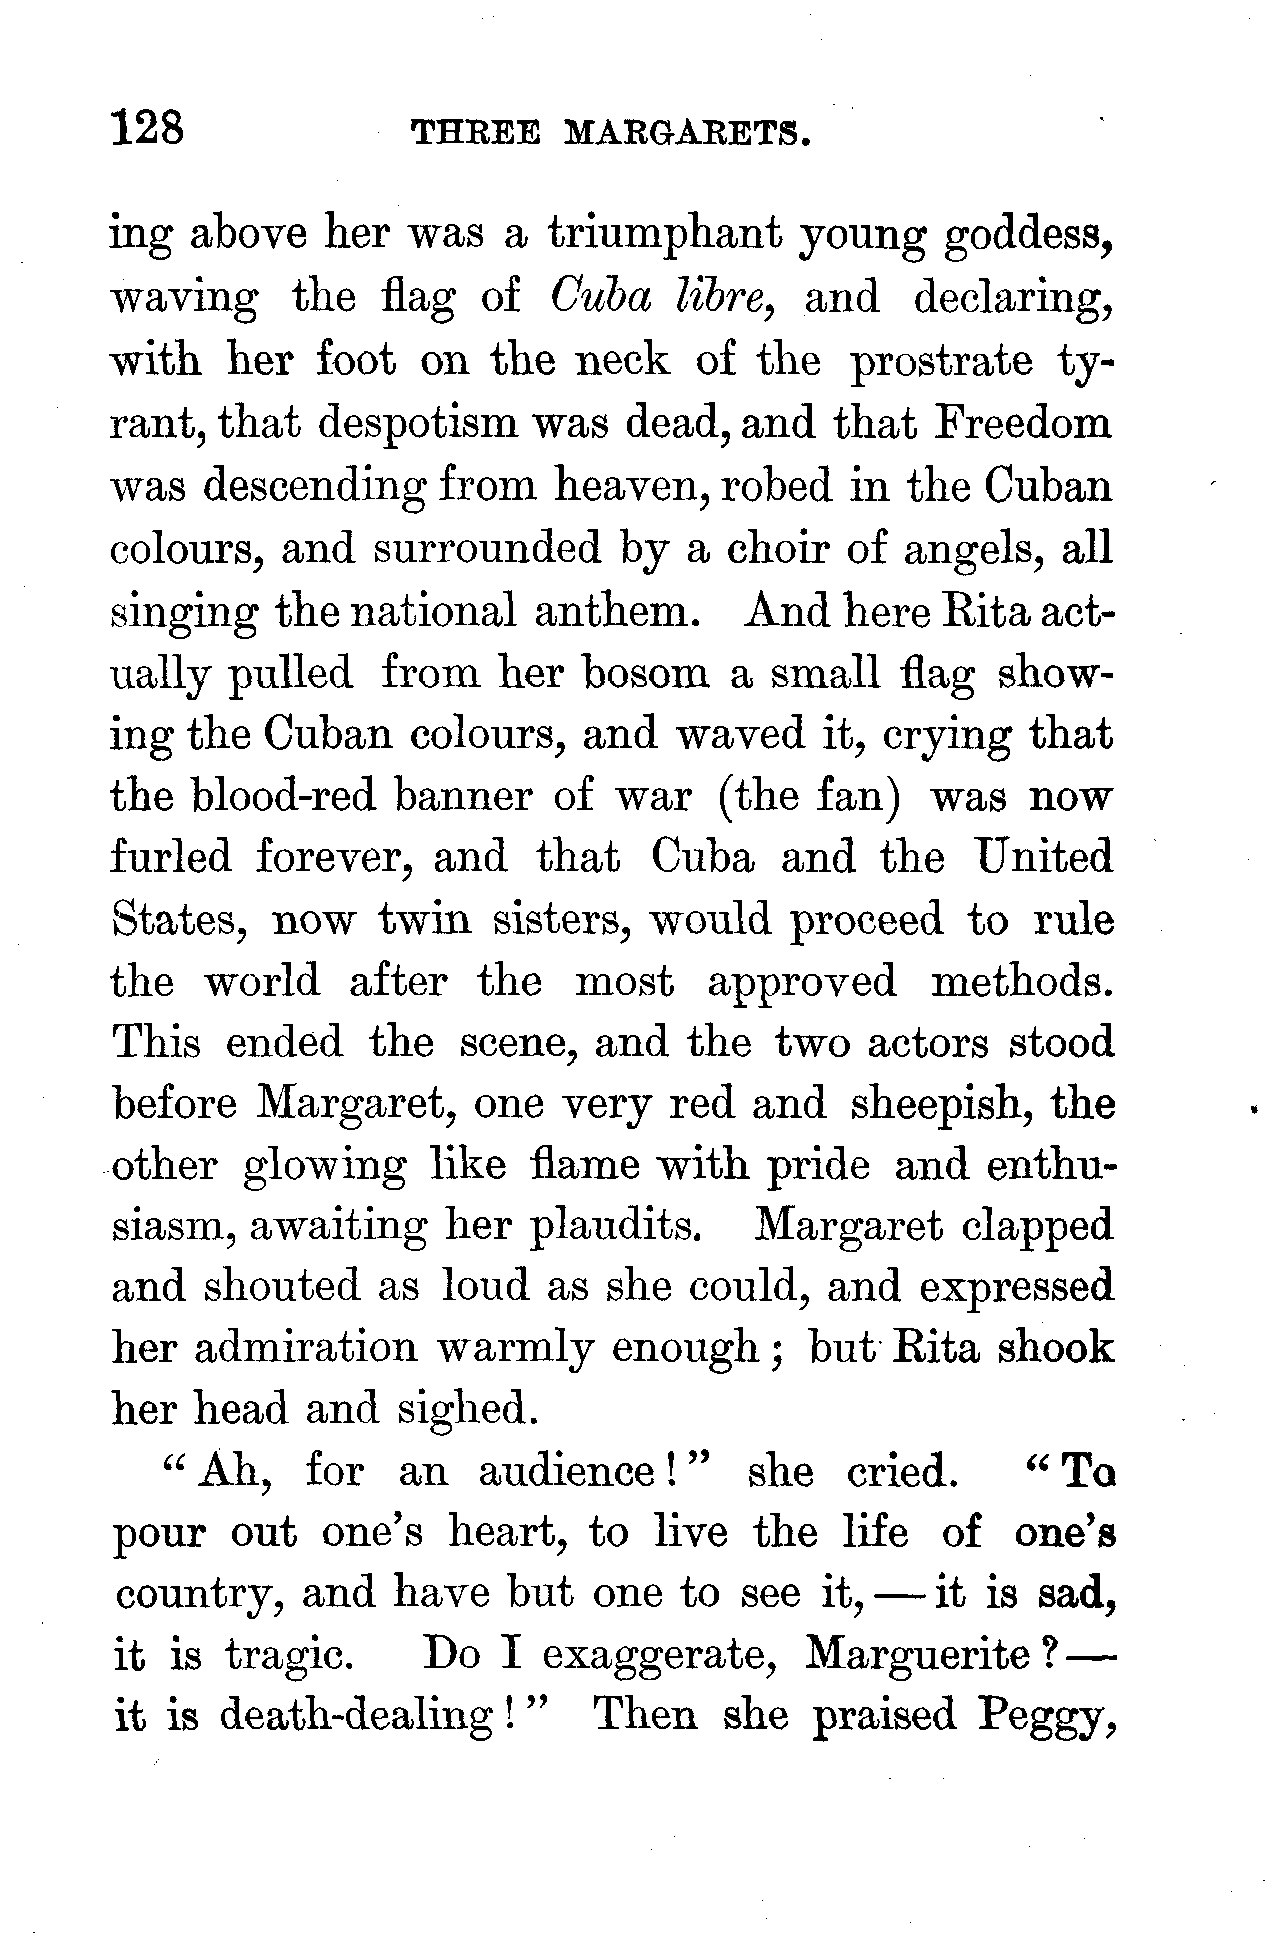 128 THREE MARGARETS.
ing above her was a triumphant young goddess,
waving the flag of Cuba libre, and declaring,
with her foot on the neck of the prostrate ty-
rant, that despotism was dead, and that Freedom
was descending from heaven, robed in the Cuban
colours, and surrounded by a choir of angels, all
singing the national anthem. And here Rita act-
ually pulled from her bosom a small flag show-
ing the Cuban colours, and waved it, crying that
the blood-red banner of war (the fan) was now
furled forever, and that Cuba and the United
States, now twin sisters, would proceed to rule
the world after the most approved methods.
This ended the scene, and the two actors stood
before Margaret, one very red and sheepish, the
other glowing like flame with pride and enthu-
siasm, awaiting her plaudits. Margaret clapped
and shouted as loud as she could, and expressed
her admiration warmly enough; but Rita shook
her head and sighed.
“Ah, for an audience!” she cried. “To
pour out one’s heart, to live the life of one’s
country, and have but one to see it,—it is sad,
it is tragic. Do I exaggerate, Marguerite?—
it is death-dealing!” Then she praised Peggy,